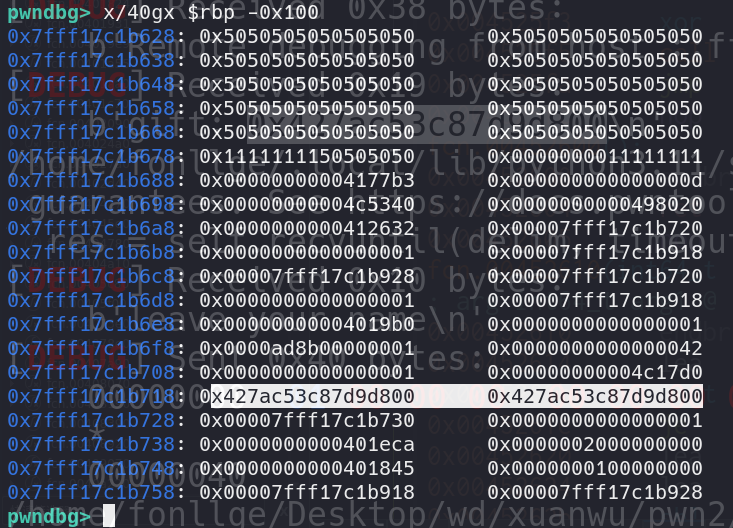 pwndbg> x/40gx $rbp -0x100
0x7fff17c1b628: 0x5050505050505050 0x5050505050505050
0x7fff17c1b638: 0x5050505050505050 0x5050505050505050
0x7fff17c1b648: 0x5050505050505050 0x5050505050505050
0x7fff17c1b658: 0x5050505050505050 0x5050505050505050
0x7fff17c1b668: 0x5050505050505050 0x5050505050505050
0x7fff17c1b678: 0x1111111150505050 0x0000000011111111
0x7fff17c1b688: 0x00000000004177b3 0x000000000000000d
0x7fff17c1b698: 0x00000000004c5340 0x0000000000498020
0x7fff17c1b6a8: 0x0000000000412632 0x00007fff17c1b720
0x7fff17c1b6b8: 0x0000000000000001 0x00007fff17c1b918
0x7fff17c1b6c8: 0x00007fff17c1b928 0x00007fff17c1b720
0x7fff17c1b6d8: 0x0000000000000001 0x00007fff17c1b918
0x7fff17c1b6e8: 0x00000000004019b0 0x0000000000000001
0x7fff17c1b6f8: 0x0000ad8b00000001 0x0000000000000042
0x7fff17c1b708: 0x0000000000000001 0x00000000004c17d0
0x7fff17c1b718: 0x427ac53c87d9d800 0x427ac53c87d9d800
0x7fff17c1b728: 0x00007fff17c1b730 0x0000000000000001
0x7fff17c1b738: 0x0000000000401eca 0x0000002000000000
0x7fff17c1b748: 0x0000000000401845 0x0000000100000000
0x7fff17c1b758: 0x00007fff17c1b918 0x00007fff17c1b928
pwndbg>